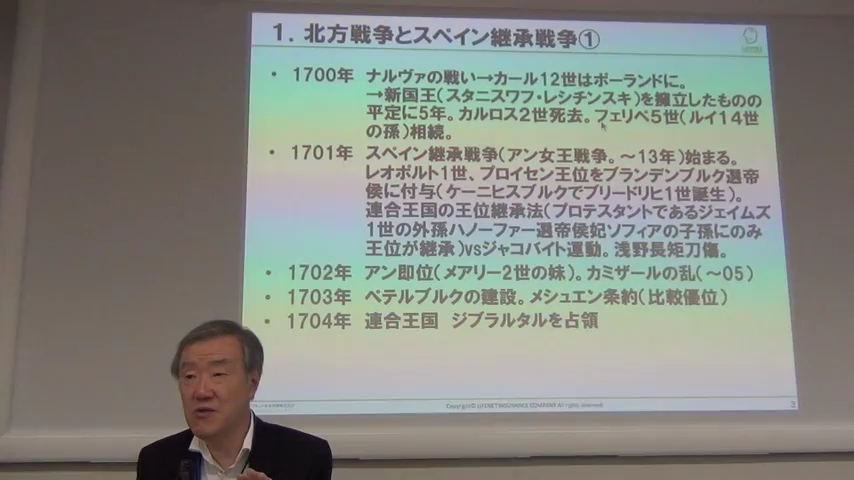 1．北方戦争とスペイン継承戦争①
• 1700年 ナルヴァの戦い→カール12世はポーランドに。
→新国王（スタニスワフ・レシチンスキ）を擁立したものの
平定に5年。カルロス2世死去。フェリペ5世（ルイ14世
の孫）相続。
• 1701年 スペイン継承戦争（アン女王戦争。～13年）始まる。
レオポルト1世、プロイセン王位をブランデンブルク選帝
侯に付与（ケーニヒスブルクでブリードリヒ1世誕生）。
連合王国の王位継承法（プロテスタントであるジェイムズ
1世の外孫ハノーファー選帝侯妃ソフィアの子孫にのみ
王位が継承）vsジャコバイト運動。浅野長矩刀傷。
• 1702年 アン即位（メアリー2世の妹）。カミザールの乱（～05）
• 1703年 ペテルブルクの建設。メシュエン条約（比較優位）
• 1704年 連合王国 ジブラルタルを占領
Copyright© LIFENET INSURANCE COMPANY All rights reserved.
3